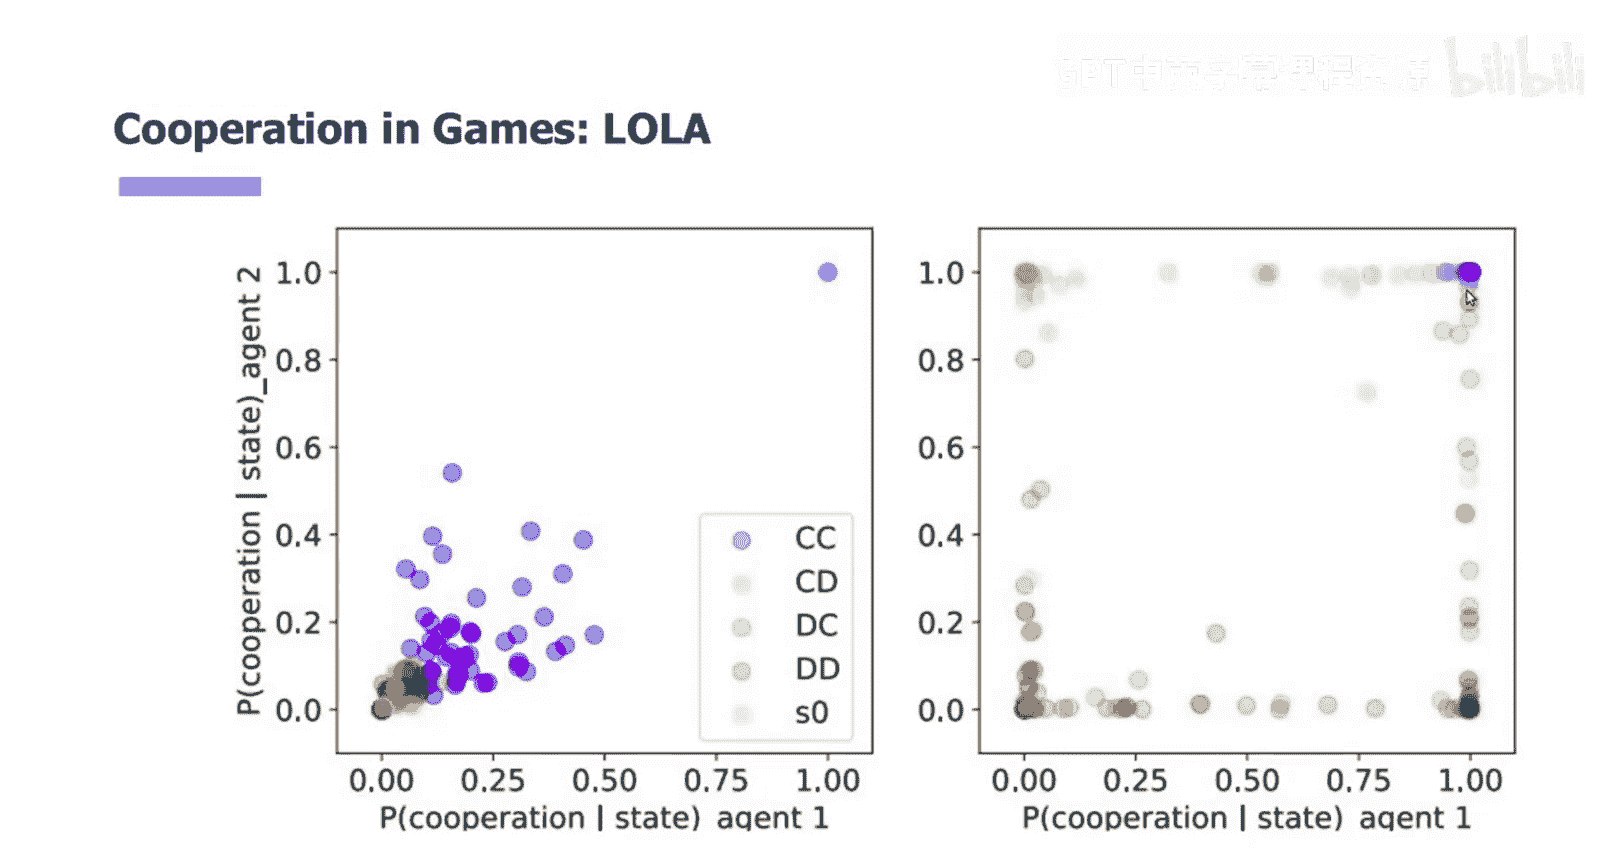 bilibili
Cooperation in Games: LOLA
P(cooperation | state)_agent 2
1.0
0.8
0.6
0.4
0.2
0.0
0.00 0.25 0.50 0.75 1.00
P(cooperation | state) agent 1
CC
CD
DC
DD
s0
1.0
0.8
0.6
0.4
0.2
0.0
0.00 0.25 0.50 0.75 1.00
P(cooperation | state) agent 1